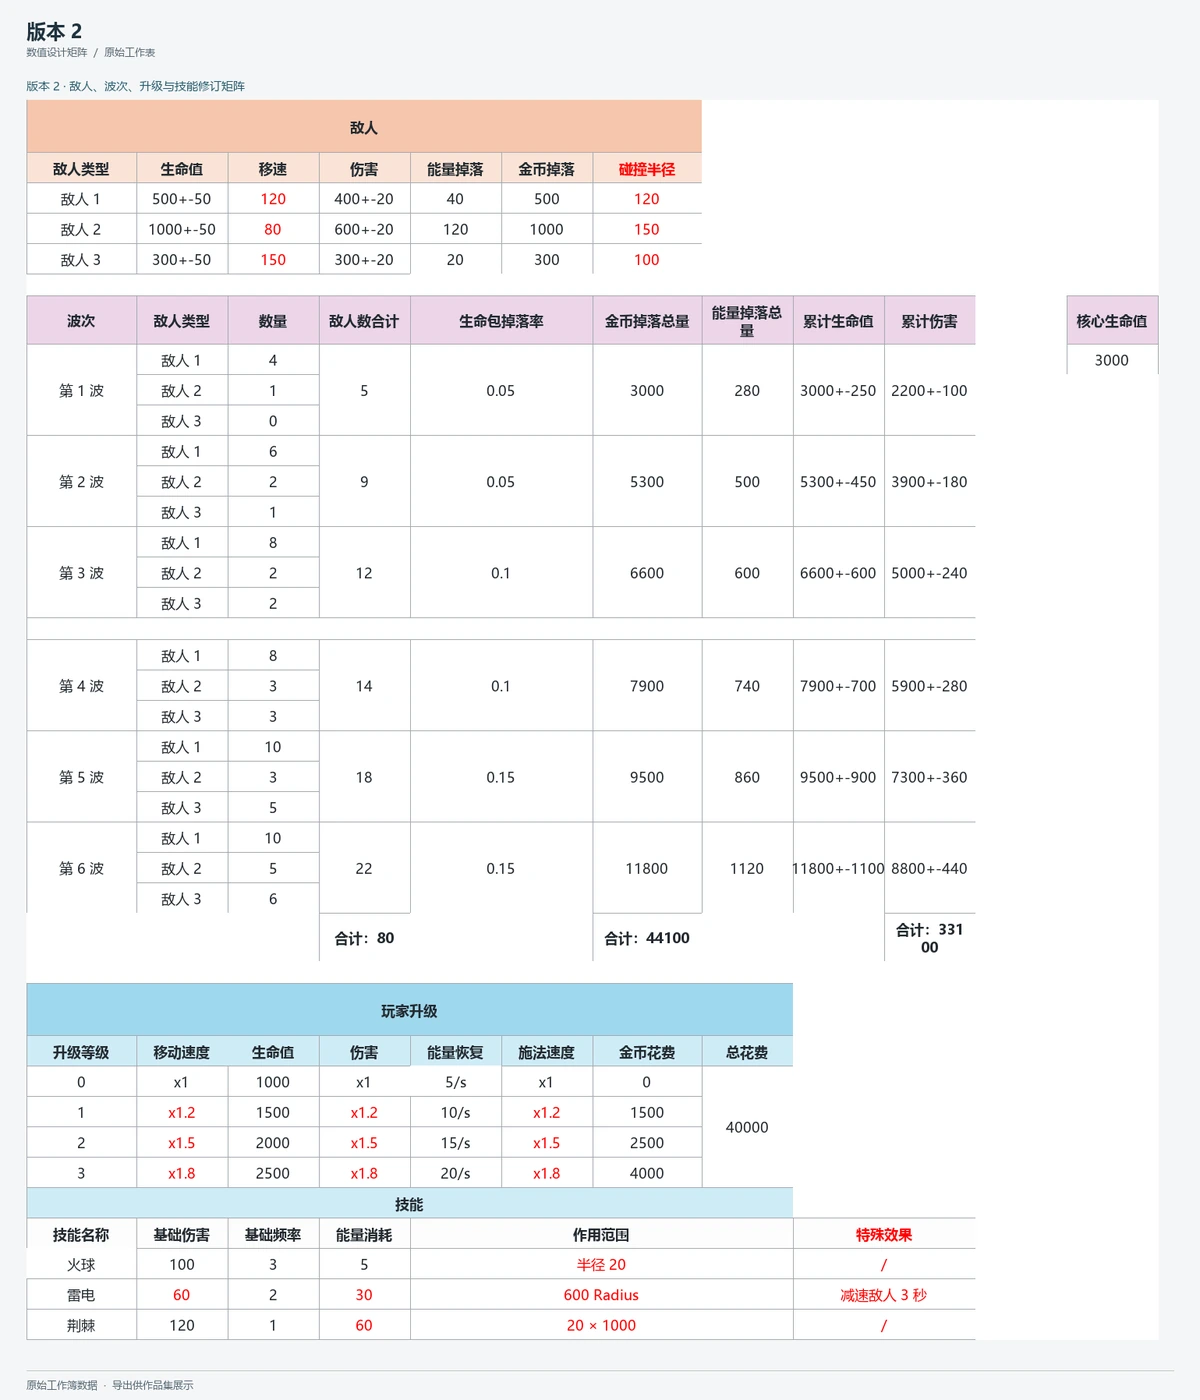 版本 2
数值设计矩阵 / 原始工作表
版本 2 · 敌人、波次、升级与技能修订矩阵
敌人
敌人类型 生命值 移速 伤害 能量掉落 金币掉落 碰撞半径
敌人 1 500+-50 120 400+-20 40 500 120
敌人 2 1000+-50 80 600+-20 120 1000 150
敌人 3 300+-50 150 300+-20 20 300 100
波次 敌人类型 数量 敌人数合计 生命包掉落率 金币掉落总量 能量掉落总量 累计生命值 累计伤害 核心生命值
敌人 1 4 3000
第 1 波 敌人 2 1 5 0.05 3000 280 3000+-250 2200+-100
敌人 3 0
敌人 1 6
第 2 波 敌人 2 2 9 0.05 5300 500 5300+-450 3900+-180
敌人 3 1
敌人 1 8
第 3 波 敌人 2 2 12 0.1 6600 600 6600+-600 5000+-240
敌人 3 2
敌人 1 8
第 4 波 敌人 2 3 14 0.1 7900 740 7900+-700 5900+-280
敌人 3 3
敌人 1 10
第 5 波 敌人 2 3 18 0.15 9500 860 9500+-900 7300+-360
敌人 3 5
敌人 1 10
第 6 波 敌人 2 5 22 0.15 11800 1120 11800+-1100 8800+-440
敌人 3 6
合计：80 合计：44100 合计：33100
玩家升级
升级等级 移动速度 生命值 伤害 能量恢复 施法速度 金币花费 总花费
0 x1 1000 x1 5/s x1 0
1 x1.2 1500 x1.2 10/s x1.2 1500
40000
2 x1.5 2000 x1.5 15/s x1.5 2500
3 x1.8 2500 x1.8 20/s x1.8 4000
技能
技能名称 基础伤害 基础频率 能量消耗 作用范围 特殊效果
火球 100 3 5 半径 20 /
雷电 60 2 30 600 Radius 减速敌人 3 秒
荆棘 120 1 60 20 × 1000 /
原始工作簿数据 · 导出供作品集展示